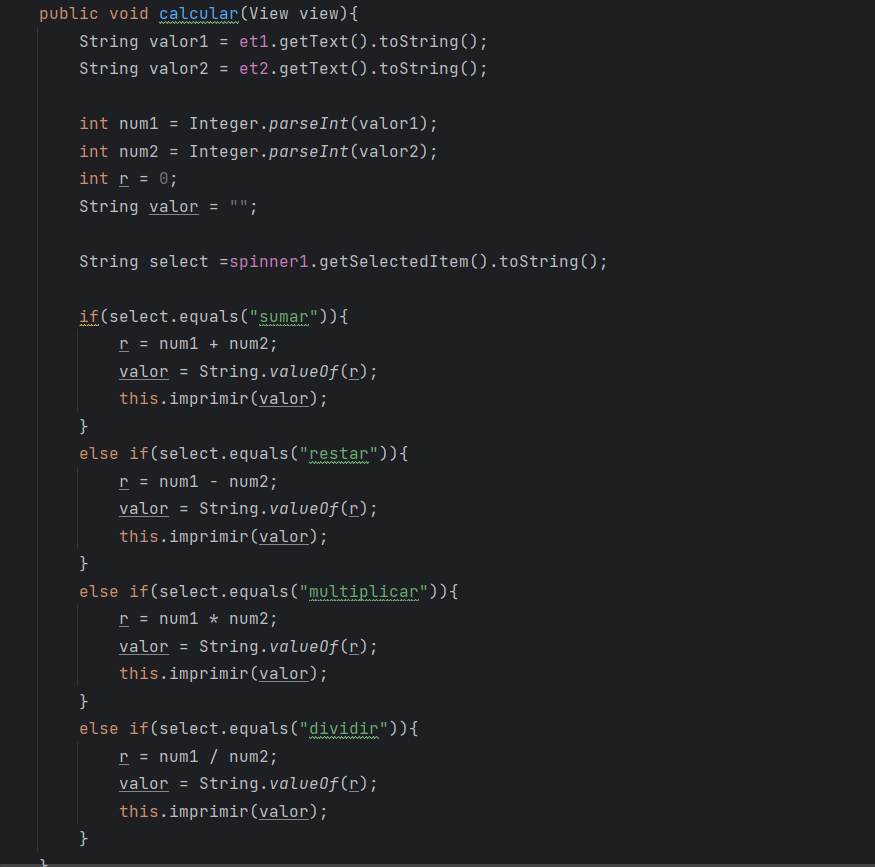 public void calcular(View view){
    String valor1 = et1.getText().toString();
    String valor2 = et2.getText().toString();

    int num1 = Integer.parseInt(valor1);
    int num2 = Integer.parseInt(valor2);
    int r = 0;
    String valor = "";

    String select =spinner1.getSelectedItem().toString();

    if(select.equals("sumar")){
        r = num1 + num2;
        valor = String.valueOf(r);
        this.imprimir(valor);
    }
    else if(select.equals("restar")){
        r = num1 - num2;
        valor = String.valueOf(r);
        this.imprimir(valor);
    }
    else if(select.equals("multiplicar")){
        r = num1 * num2;
        valor = String.valueOf(r);
        this.imprimir(valor);
    }
    else if(select.equals("dividir")){
        r = num1 / num2;
        valor = String.valueOf(r);
        this.imprimir(valor);
    }
}